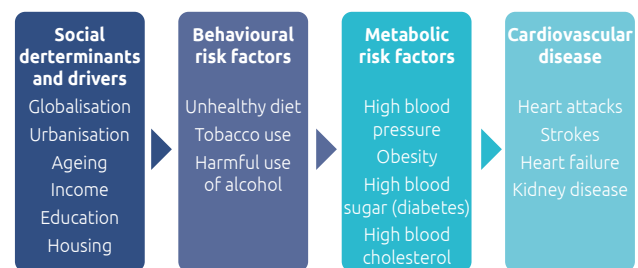 Social
derterminants
and drivers
Globalisation
Urbanisation
Ageing
Income
Education
Housing
Behavioural
risk factors
Unhealthy diet
Tobacco use
Harmful use
of alcohol
Metabolic
risk factors
High blood
pressure
Obesity
High blood
sugar (diabetes)
High blood
cholesterol
Cardiovascular
disease
Heart attacks
Strokes
Heart failure
Kidney disease